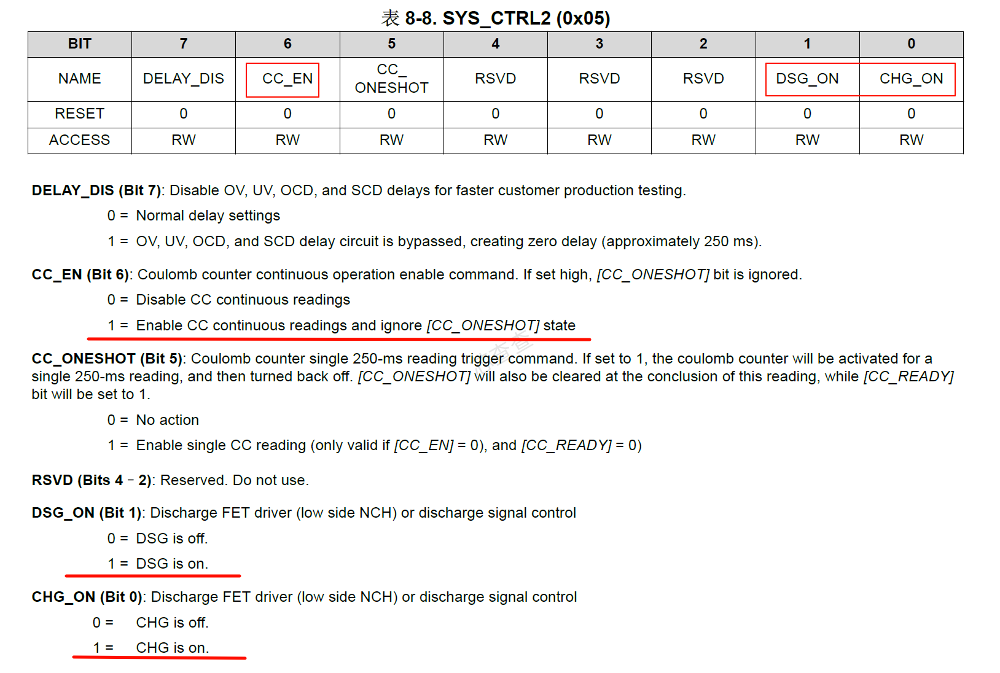 表 8-8. SYS_CTRL2 (0x05)
BIT 7 6 5 4 3 2 1 0
NAME DELAY_DIS CC_EN CC_ONESHOT RSVD RSVD RSVD DSG_ON CHG_ON
RESET 0 0 0 0 0 0 0 0
ACCESS RW RW RW RW RW RW RW RW
DELAY_DIS (Bit 7): Disable OV, UV, OCD, and SCD delays for faster customer production testing.
0 = Normal delay settings
1 = OV, UV, OCD, and SCD delay circuit is bypassed, creating zero delay (approximately 250 ms).
CC_EN (Bit 6): Coulomb counter continuous operation enable command. If set high, [CC_ONESHOT] bit is ignored.
0 = Disable CC continuous readings
1 = Enable CC continuous readings and ignore [CC_ONESHOT] state
CC_ONESHOT (Bit 5): Coulomb counter single 250-ms reading trigger command. If set to 1, the coulomb counter will be activated for a
single 250-ms reading, and then turned back off. [CC_ONESHOT] will also be cleared at the conclusion of this reading, while [CC_READY]
bit will be set to 1.
0 = No action
1 = Enable single CC reading (only valid if [CC_EN] = 0), and [CC_READY] = 0)
RSVD (Bits 4 – 2): Reserved. Do not use.
DSG_ON (Bit 1): Discharge FET driver (low side NCH) or discharge signal control
0 = DSG is off.
1 = DSG is on.
CHG_ON (Bit 0): Discharge FET driver (low side NCH) or discharge signal control
0 = CHG is off.
1 = CHG is on.